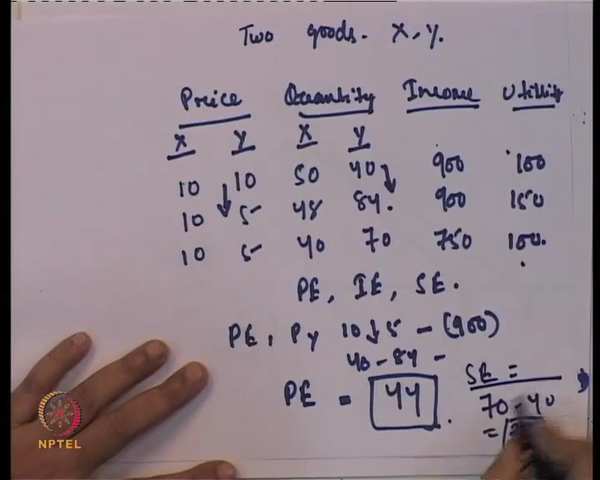 Two goods- X, Y.
Price Quantity Income Utility
X Y X Y
10 10 50 40 900 100
10 5 48 84 900 150
10 5 40 70 750 100
PE, IE, SE.
PE, Py 10 ↓ 5 - (900)
40 - 84 -
PE = 44
SE =
70 - 40
=
NPTEL